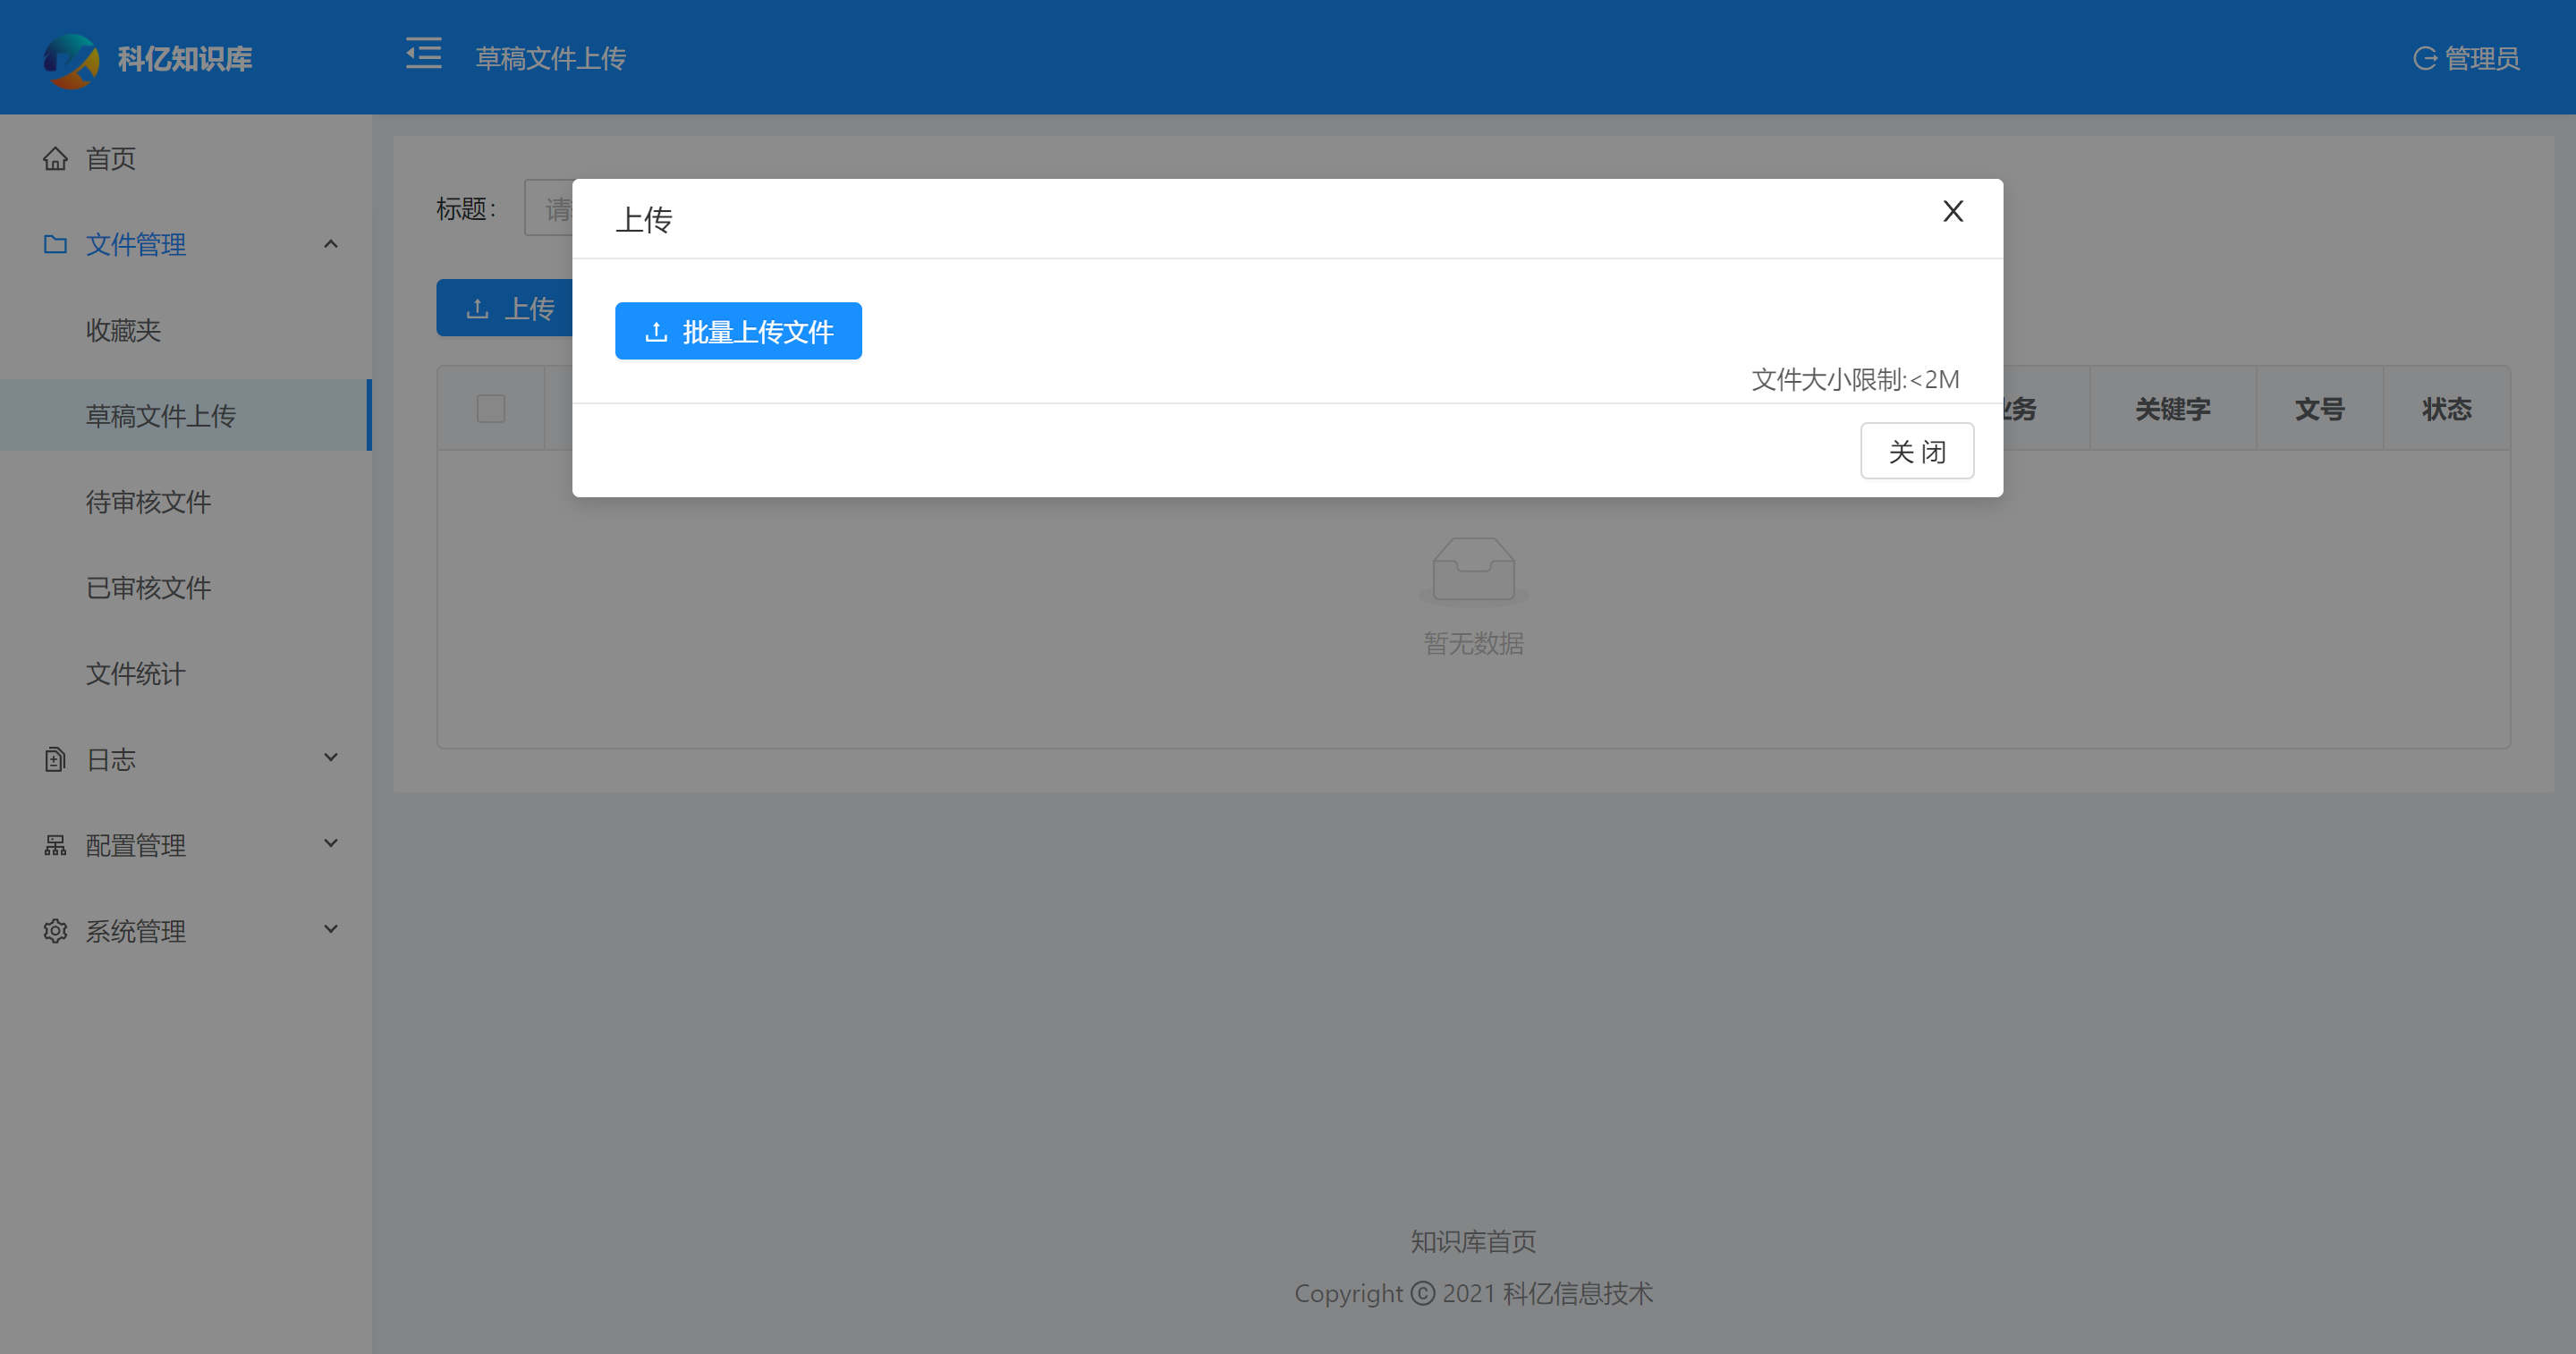 科亿知识库
草稿文件上传
管理员
首页
文件管理
收藏夹
草稿文件上传
待审核文件
已审核文件
文件统计
日志
配置管理
系统管理
标题：
请
上传
上传
批量上传文件
文件大小限制:<2M
关 闭
务 关键字 文号 状态
暂无数据
知识库首页
Copyright © 2021 科亿信息技术